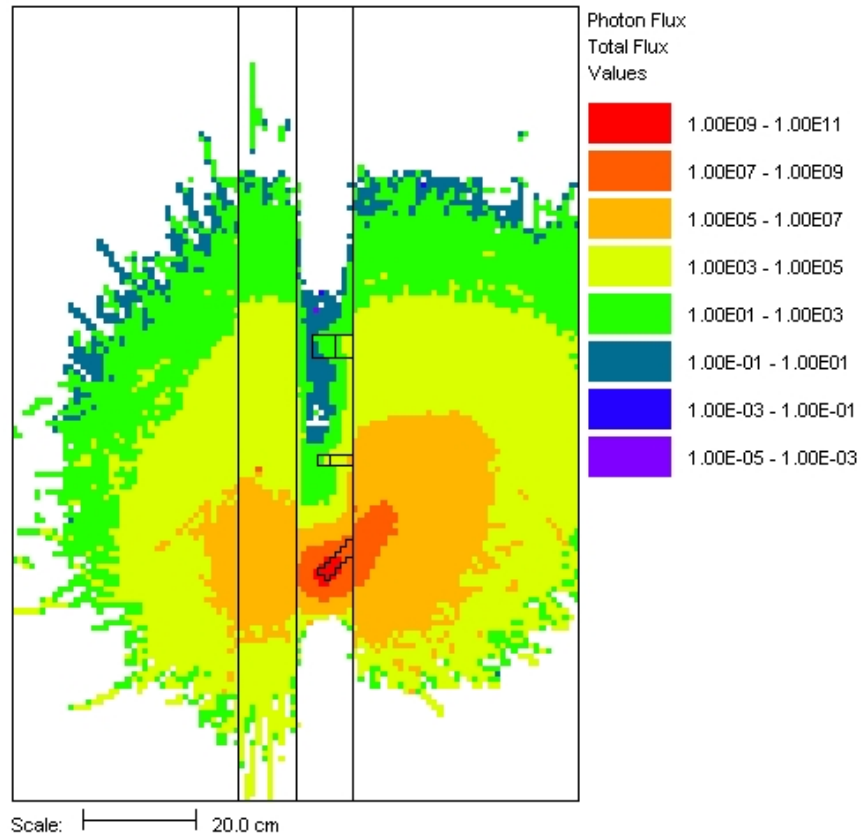 Photon Flux
Total Flux
Values
1.00E09 - 1.00E11
1.00E07 - 1.00E09
1.00E05 - 1.00E07
1.00E03 - 1.00E05
1.00E01 - 1.00E03
1.00E-01 - 1.00E01
1.00E-03 - 1.00E-01
1.00E-05 - 1.00E-03
Scale: 20.0 cm